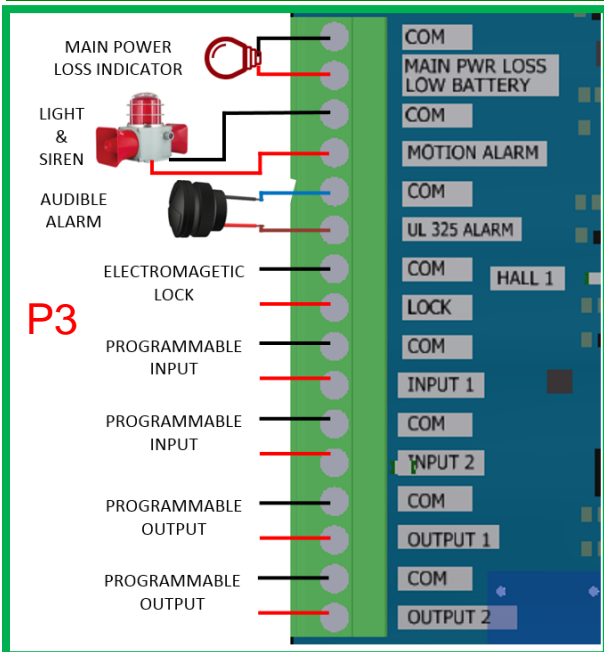 MAIN POWER
LOSS INDICATOR
COM
MAIN PWR LOSS
LOW BATTERY
LIGHT
&
SIREN
COM
MOTION ALARM
AUDIBLE
ALARM
COM
UL 325 ALARM
ELECTROMAGETIC
LOCK
COM
HALL 1
LOCK
P3
PROGRAMMABLE
INPUT
COM
INPUT 1
PROGRAMMABLE
INPUT
COM
INPUT 2
PROGRAMMABLE
OUTPUT
COM
OUTPUT 1
PROGRAMMABLE
OUTPUT
COM
OUTPUT 2